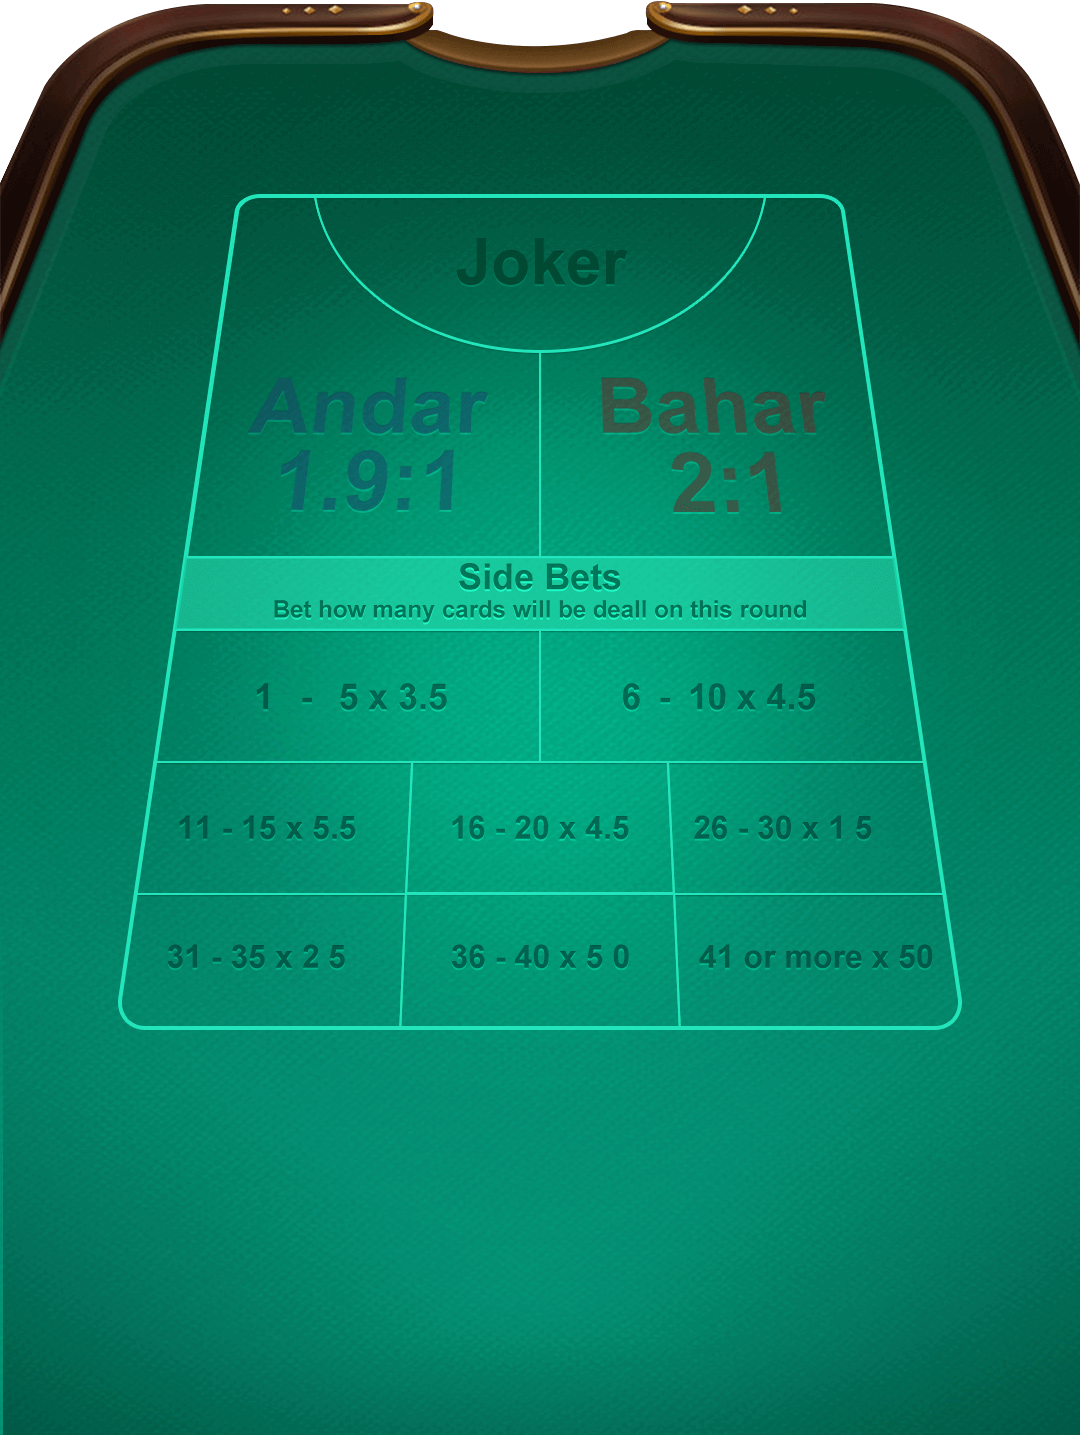 Joker
Andar
1.9:1
Bahar
2:1
Side Bets
Bet how many cards will be deall on this round
1 - 5 x 3.5
6 - 10 x 4.5
11 - 15 x 5.5
16 - 20 x 4.5
26 - 30 x 1 5
31 - 35 x 2 5
36 - 40 x 5 0
41 or more x 50